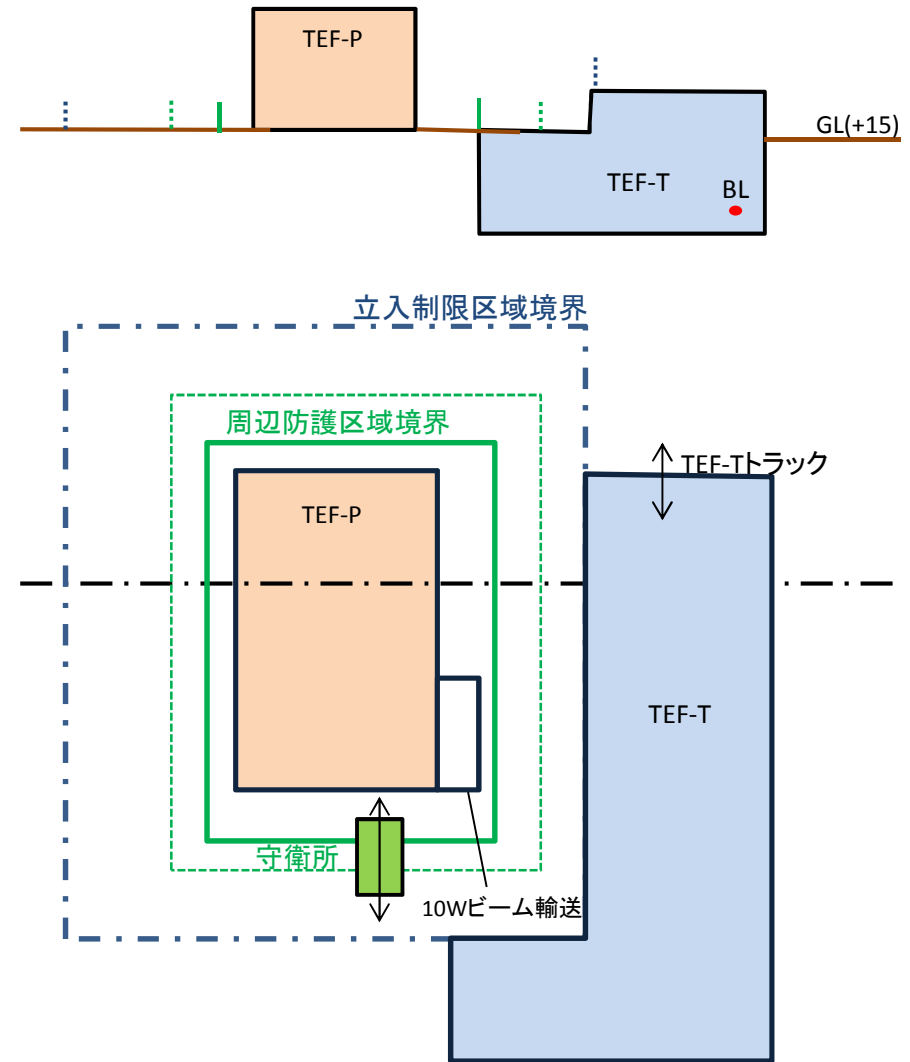 TEF-P
GL(+15)
TEF-T
BL
立入制限区域境界
周辺防護区域境界
TEF-Tトラック
TEF-P
TEF-T
守衛所
10Wビーム輸送